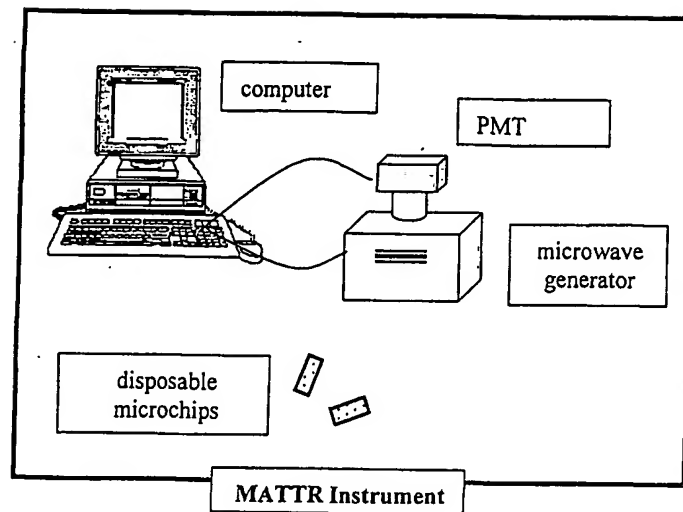 computer
PMT
microwave
generator
disposable
microchips
MATTR Instrument